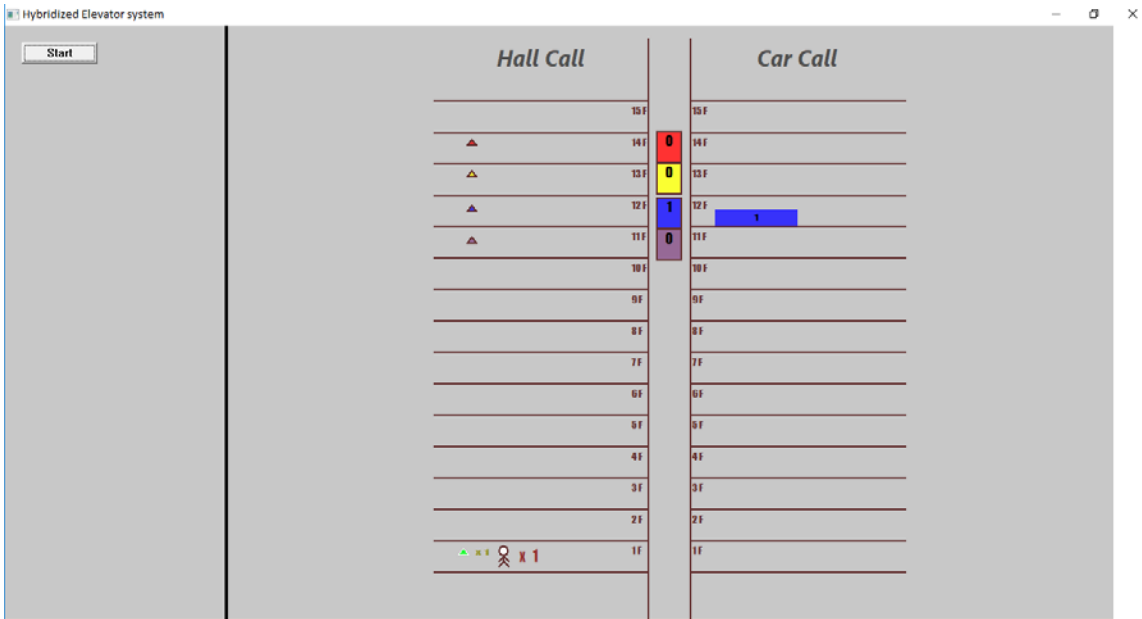 Hybridized Elevator system
Start
Hall Call
Car Call
15F 15F
14F 0 14F
13F 0 13F
12F 1 12F
1
11F 0 11F
10F 10F
9F 9F
8F 8F
7F 7F
6F 6F
5F 5F
4F 4F
3F 3F
2F 2F
x 1 x 1 1F 1F